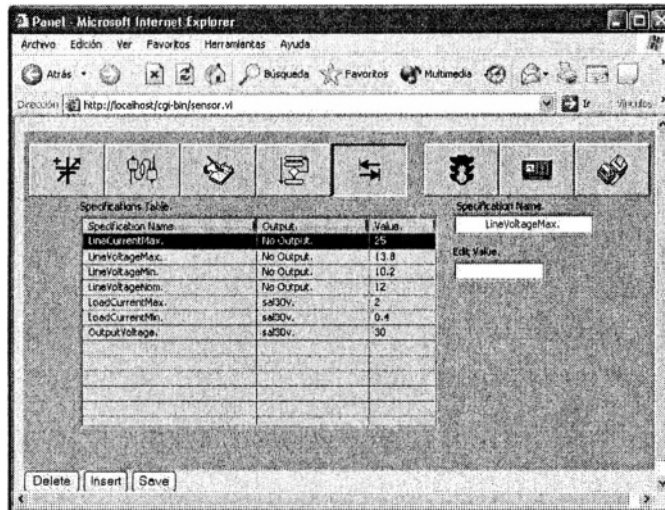 Panel - Microsoft Internet Explorer
Archivo Edición Ver Favoritos Herramientas Ayuda
Atrás Búsqueda Favoritos Multimedia
Dirección http://localhost/cgi-bin/sensor.vi Ir Vínculos
Specifications Table.
Specification Name Output. Value.
LineCurrentMax. No Output. 25
LineVoltageMax. No Output. 13.8
LineVoltageMin. No Output. 10.2
LineVoltageNom. No Output. 12
LoadCurrentMax. sal30v. 2
LoadCurrentMin. sal30v. 0.4
OutputVoltage. sal30v. 30
Specification Name.
LineVoltageMax.
Edit Value.
Delete Insert Save